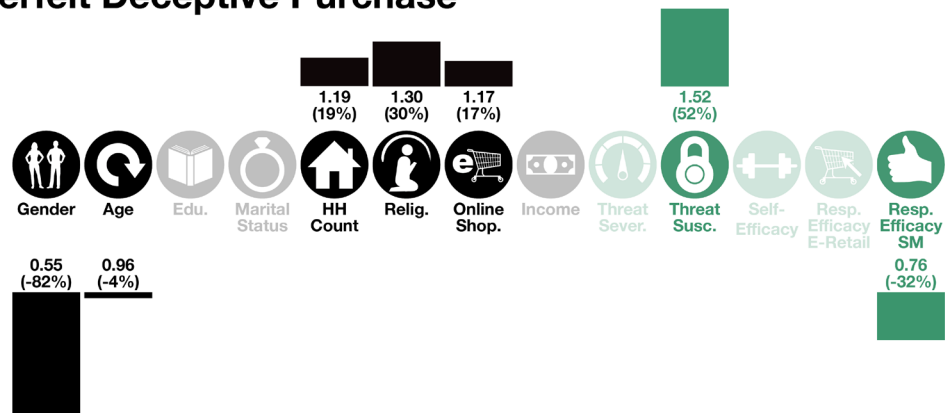 Deceptive Purchase
1.19
(19%)
1.30
(30%)
1.17
(17%)
1.52
(52%)
e
Gender
Age
Edu.
Marital
Status
HH
Count
Relig.
Online
Shop.
Income
Threat
Sever.
Threat
Susc.
Self-
Efficacy
Resp.
Efficacy
E-Retail
Resp.
Efficacy
SM
0.55
(-82%)
0.96
(-4%)
0.76
(-32%)